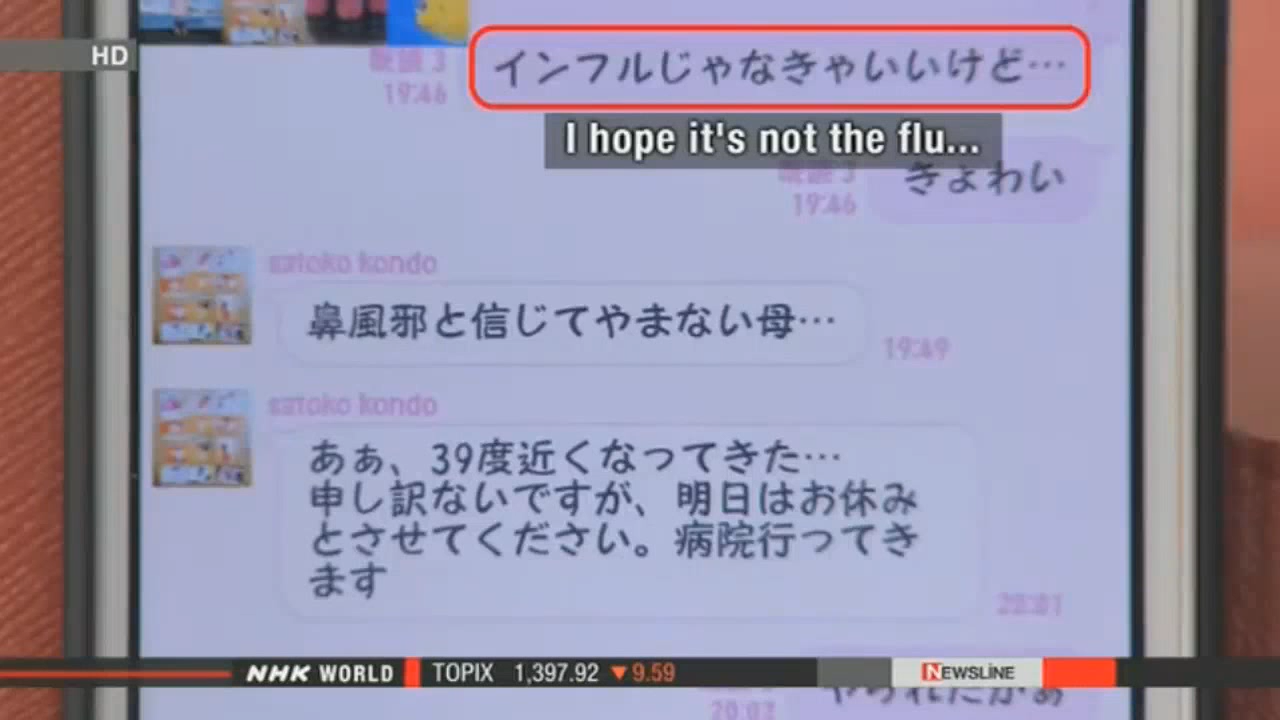 HD
インフルじゃなきゃいいけど…
19:46
I hope it's not the flu...
きょわい
19:46
satoko kondo
鼻風邪と信じてやまない母…
19:49
satoko kondo
あぁ、39度近くなってきた…
申し訳ないですが、明日はお休み
とさせてください。病院行ってき
ます
20:01
NHK WORLD
TOPIX 1,397.92 ▼9.59
NEWSLINE
20:03